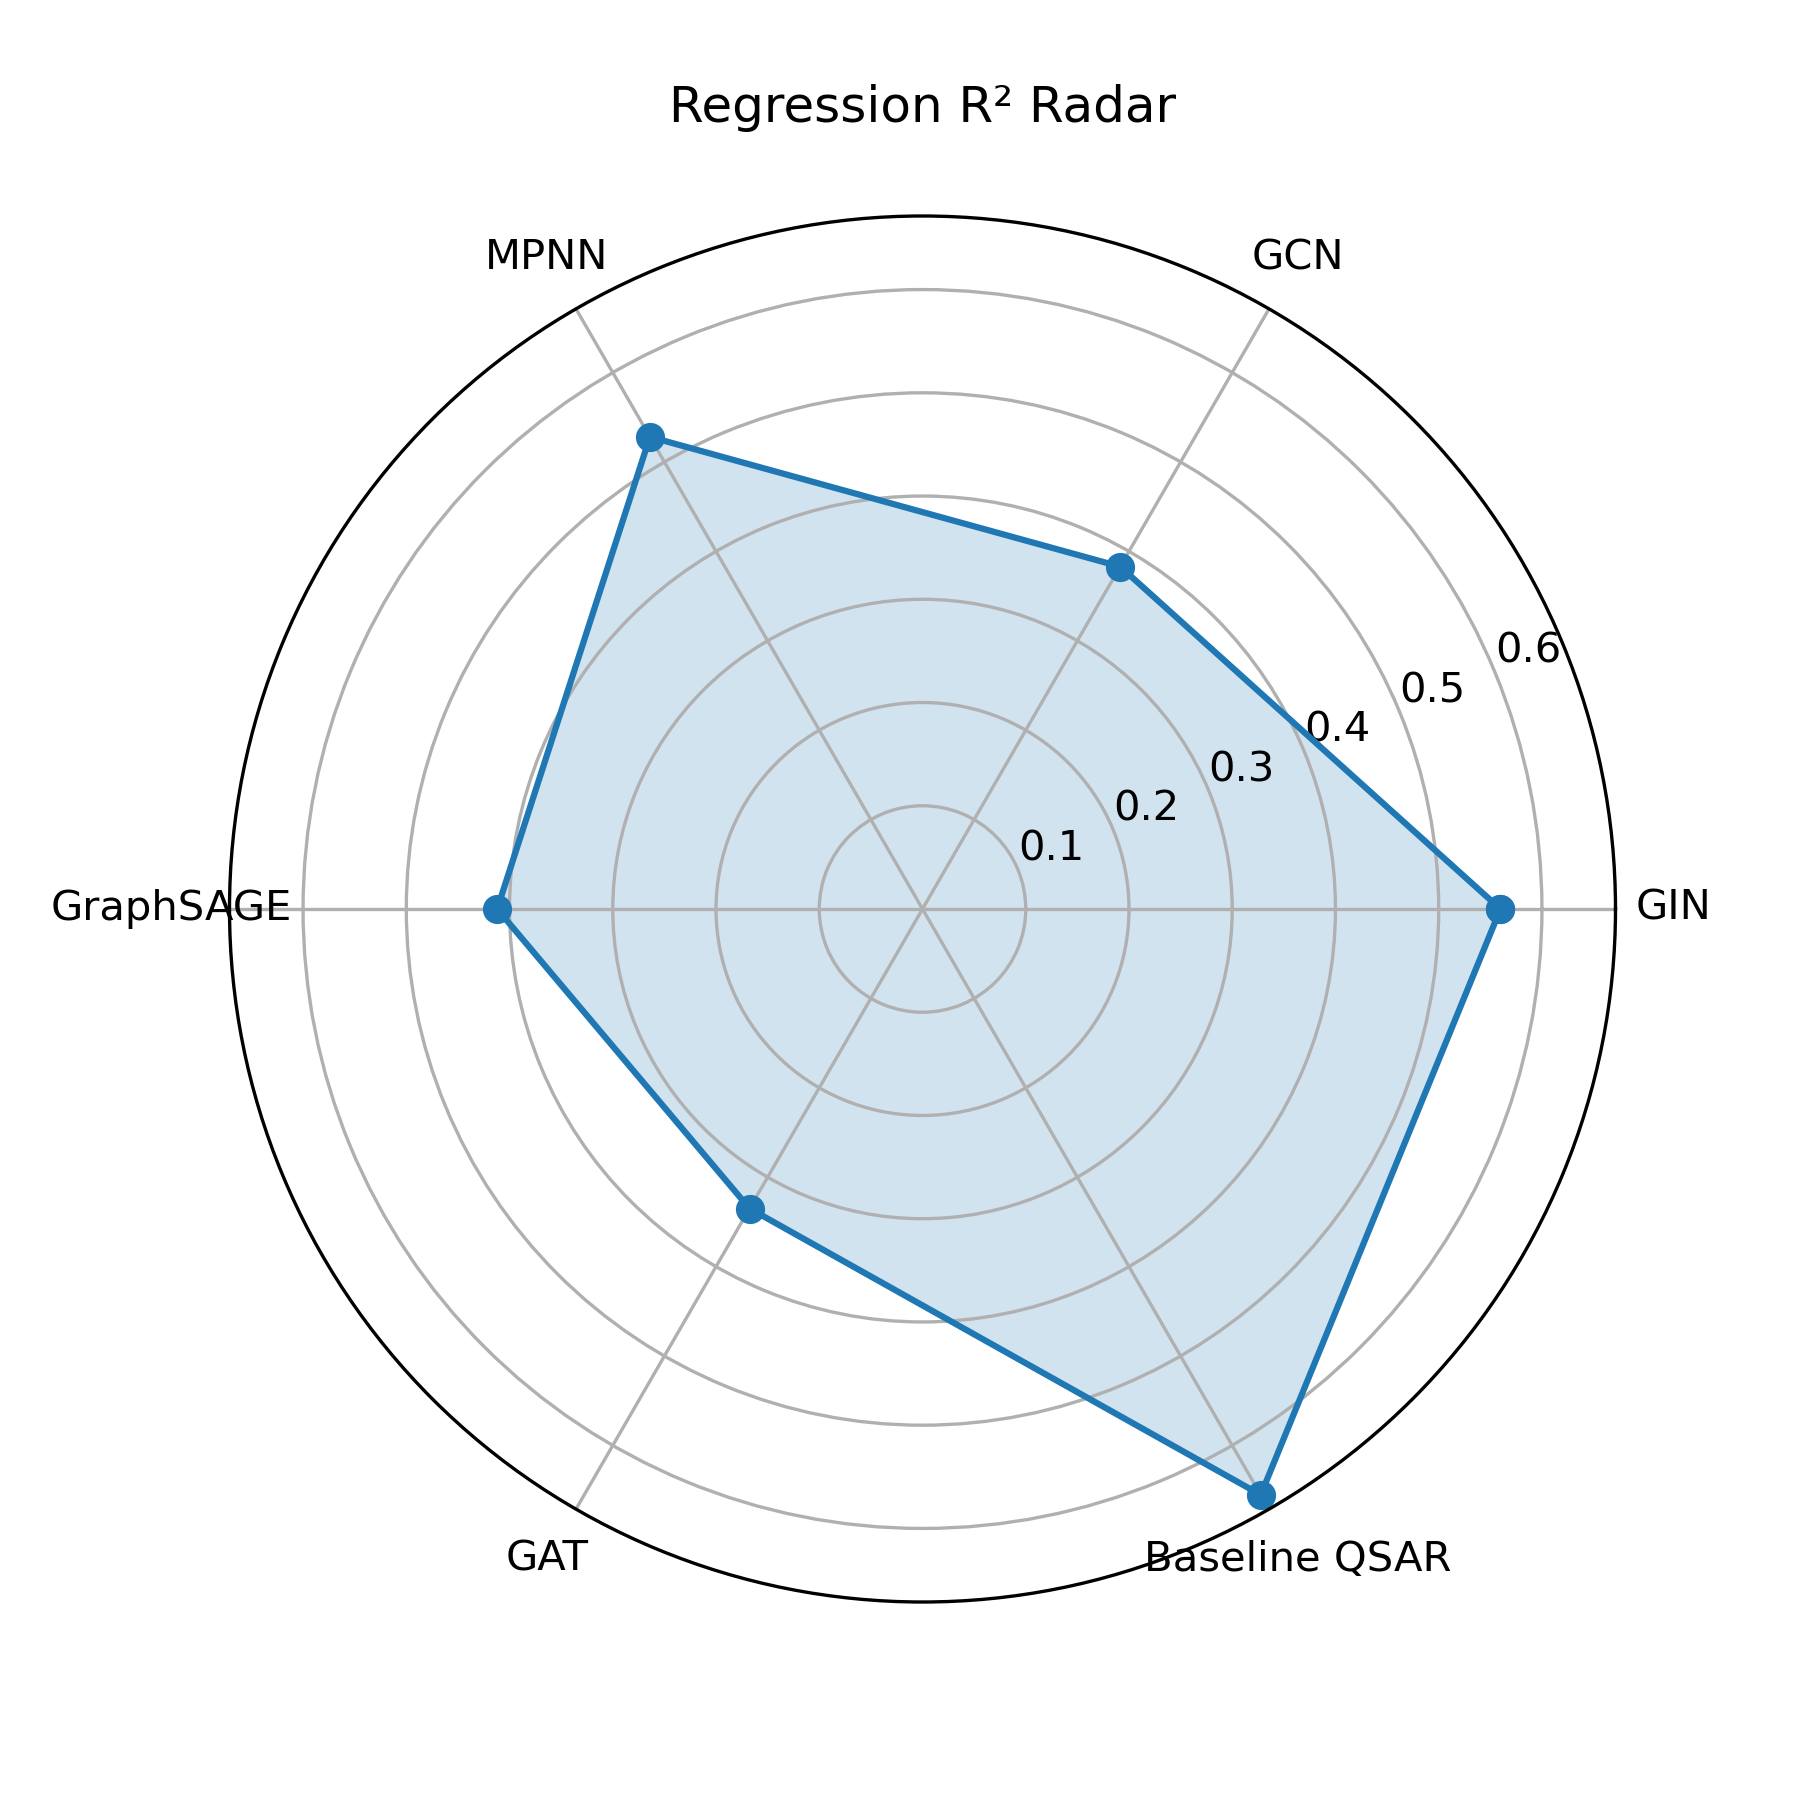 Regression R² Radar
MPNN
GCN
0.6
0.5
0.4
0.3
0.2
0.1
GraphSAGE
GIN
GAT
Baseline QSAR